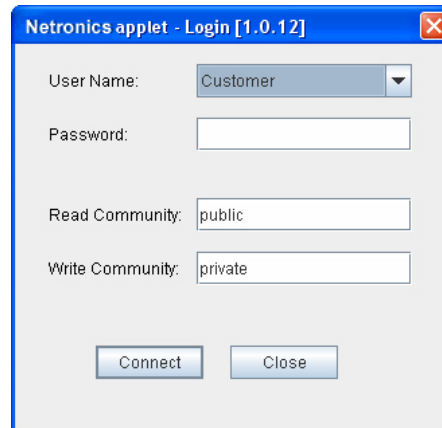 Netronics applet - Login [1.0.12]
User Name: Customer
Password:
Read Community: public
Write Community: private
Connect Close